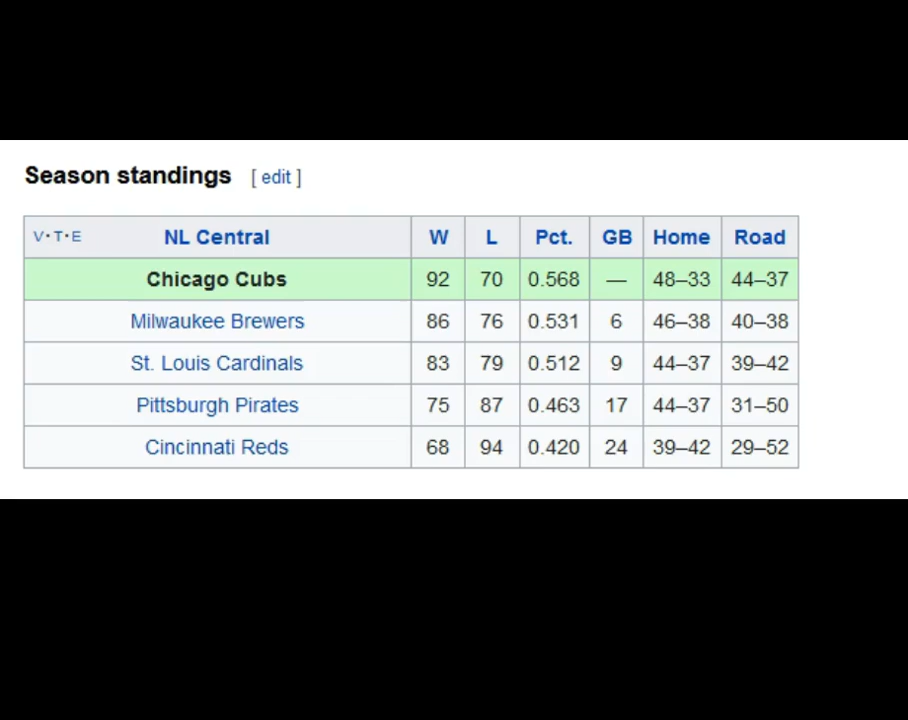 Season standings [ edit ]
V·T·E NL Central W L Pct. GB Home Road
Chicago Cubs 92 70 0.568 — 48–33 44–37
Milwaukee Brewers 86 76 0.531 6 46–38 40–38
St. Louis Cardinals 83 79 0.512 9 44–37 39–42
Pittsburgh Pirates 75 87 0.463 17 44–37 31–50
Cincinnati Reds 68 94 0.420 24 39–42 29–52